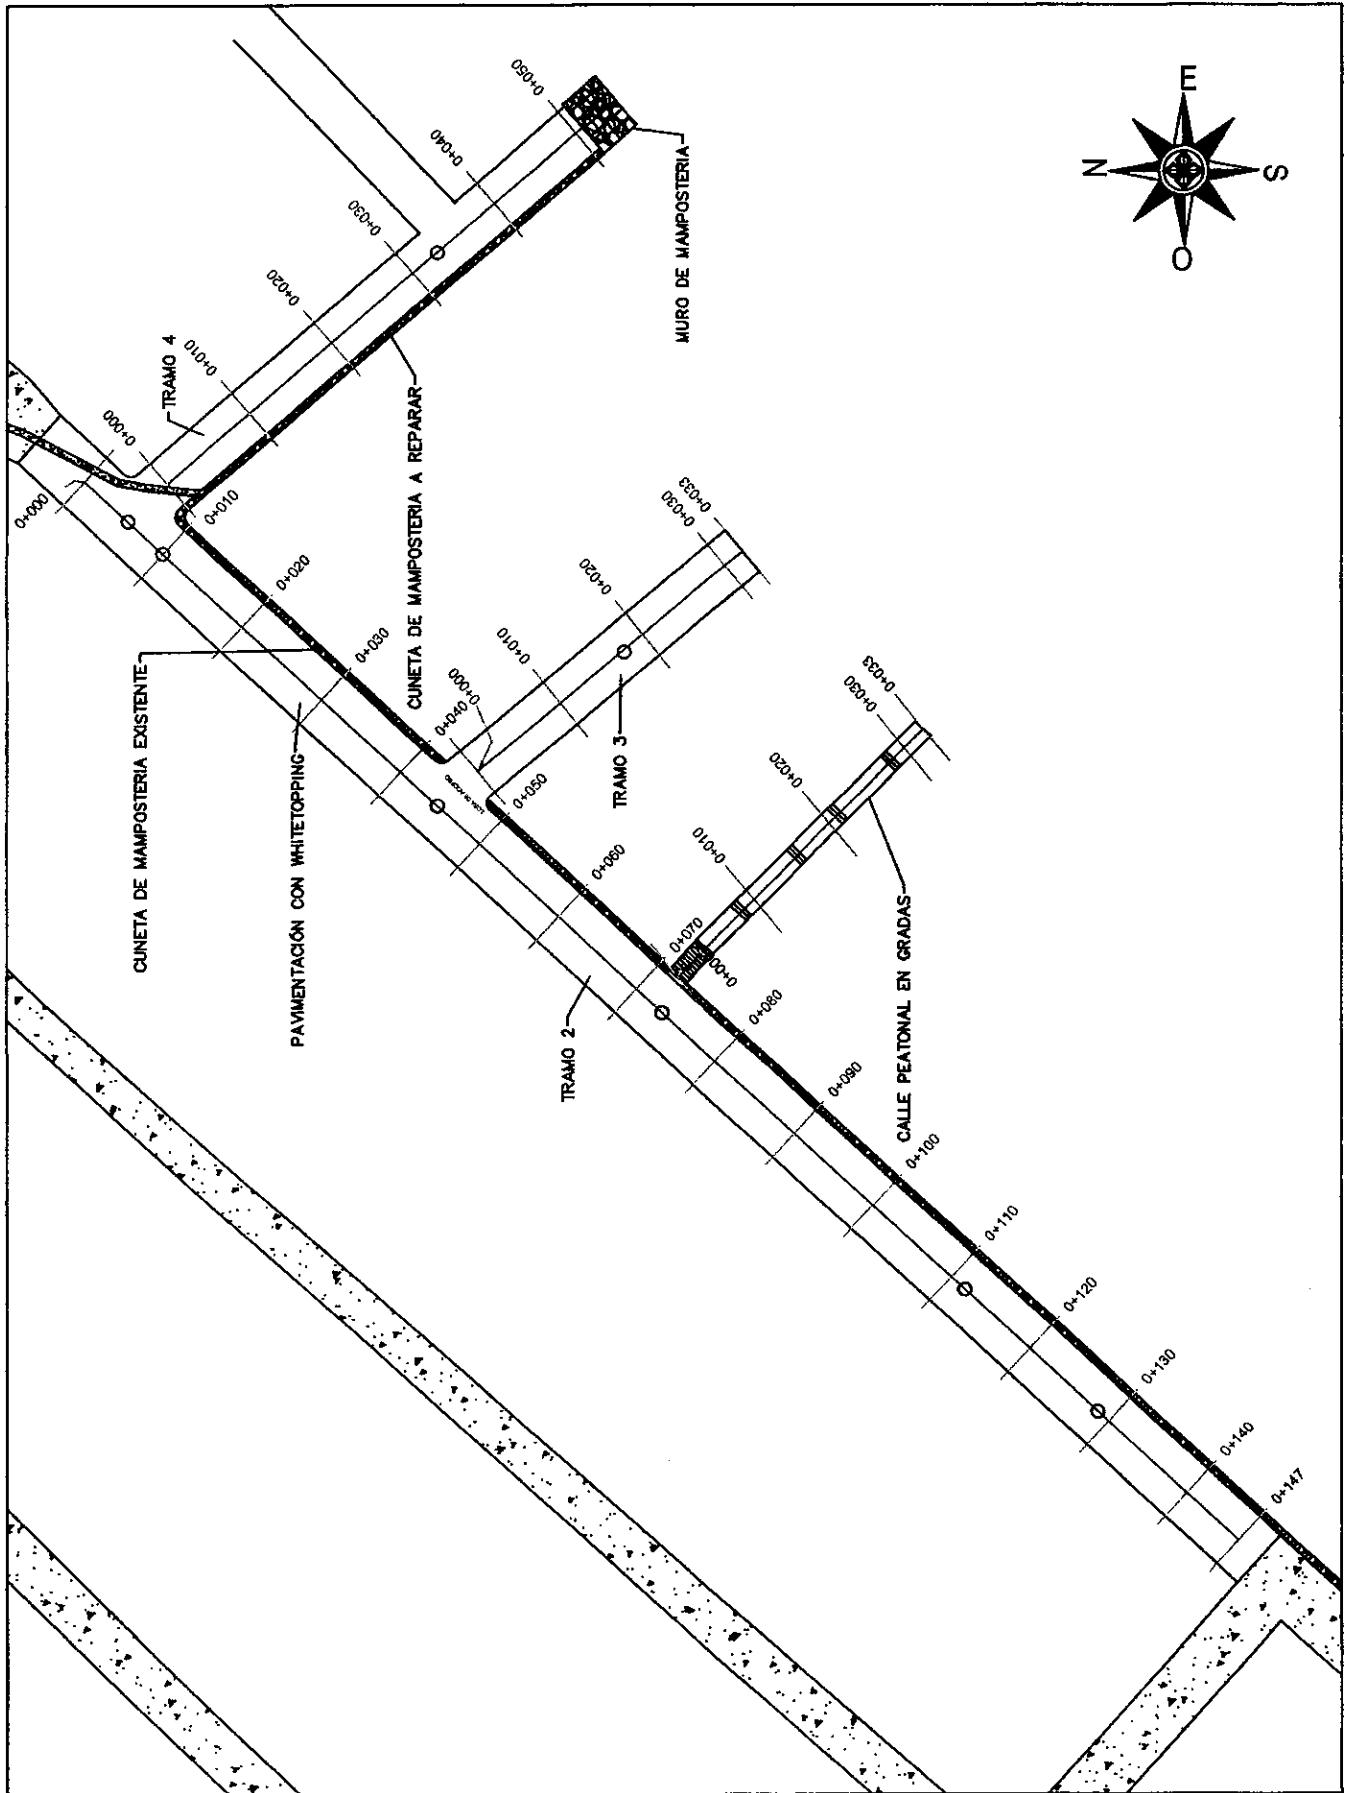 E
N
S
O
0+050
0+040
0+030
0+020
0+010
0+000
TRAMO 4
MURO DE MAMPOSTERIA
CUNETA DE MAMPOSTERIA A REPARAR
0+000
0+010
0+020
0+030
0+040
0+050
0+060
0+070
0+080
0+090
0+100
0+110
0+120
0+130
0+140
0+147
CUNETA DE MAMPOSTERIA EXISTENTE
PAVIMENTACIÓN CON WHITETOPPING
TRAMO 2
0+000
0+010
0+020
0+030
0+033
TRAMO 3
0+00
0+010
0+020
0+030
0+033
CALLE PEATONAL EN GRADAS